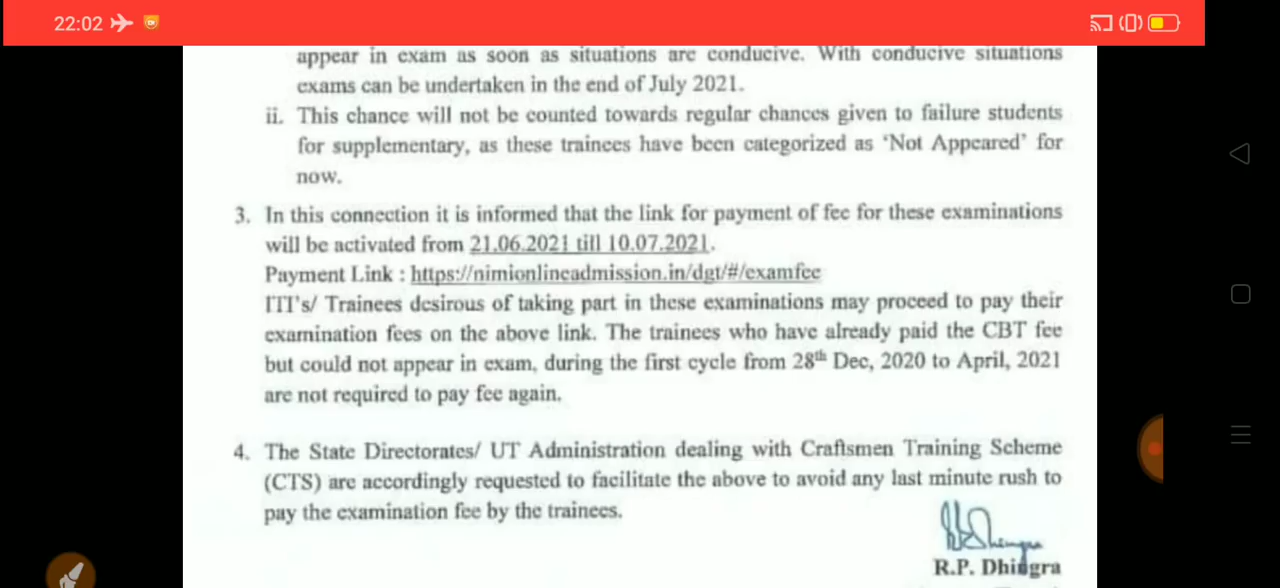 22:02
appear in exam as soon as situations are conducive. With conducive situations
exams can be undertaken in the end of July 2021.
ii. This chance will not be counted towards regular chances given to failure students
for supplementary, as these trainees have been categorized as ‘Not Appeared’ for
now.
3. In this connection it is informed that the link for payment of fee for these examinations
will be activated from 21.06.2021 till 10.07.2021.
Payment Link : https://nimionlineadmission.in/dgt/#/examfee
ITI's/ Trainees desirous of taking part in these examinations may proceed to pay their
examination fees on the above link. The trainees who have already paid the CBT fee
but could not appear in exam, during the first cycle from 28th Dec, 2020 to April, 2021
are not required to pay fee again.
4. The State Directorates/ UT Administration dealing with Craftsmen Training Scheme
(CTS) are accordingly requested to facilitate the above to avoid any last minute rush to
pay the examination fee by the trainees.
R.P. Dhingra